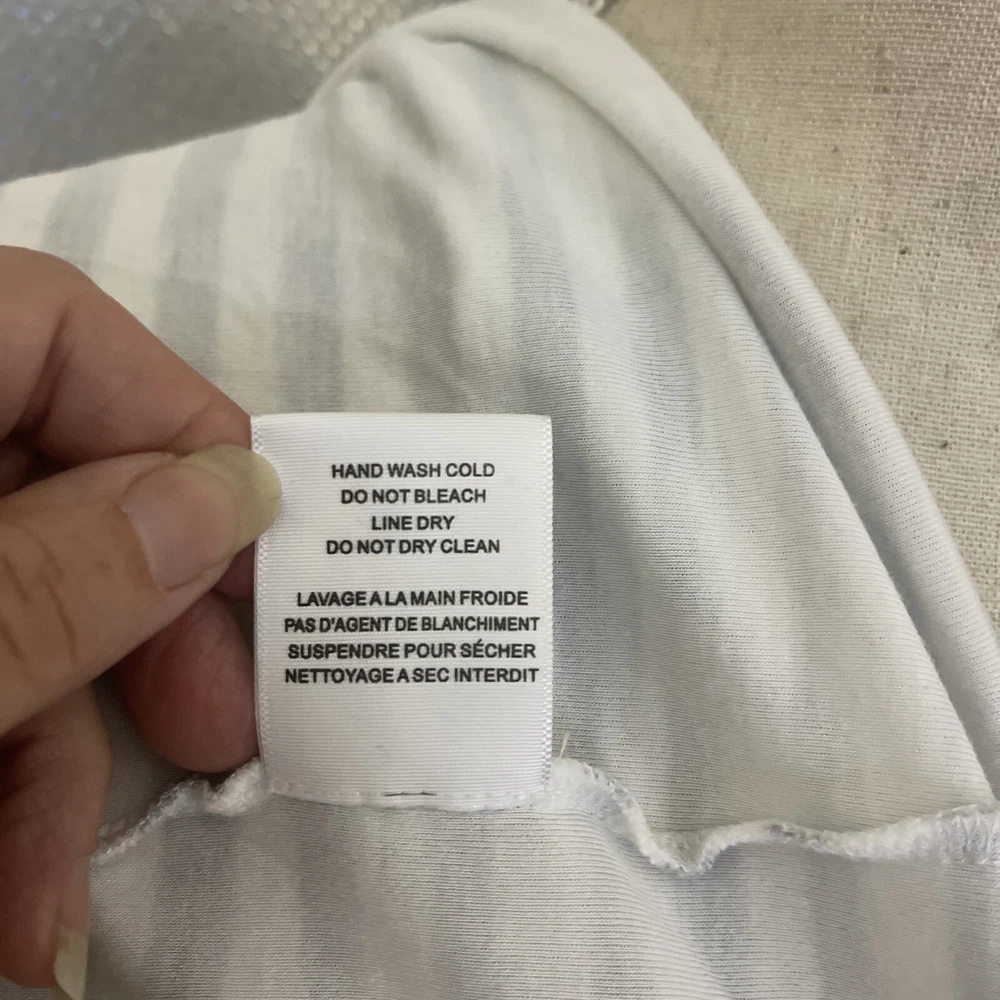 HAND WASH COLD
DO NOT BLEACH
LINE DRY
DO NOT DRY CLEAN
LAVAGE A LA MAIN FROIDE
PAS D'AGENT DE BLANCHIMENT
SUSPENDRE POUR SÉCHER
NETTOYAGE A SEC INTERDIT